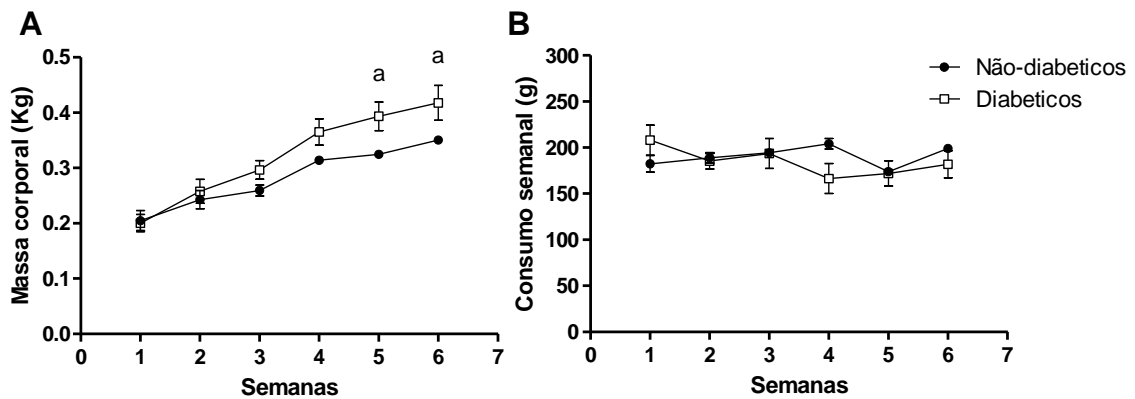 A
Massa corporal (Kg)
0.5
0.4
0.3
0.2
0.1
0.0
a a
0 1 2 3 4 5 6 7
Semanas
B
Consumo semanal (g)
300
250
200
150
100
50
0
0 1 2 3 4 5 6 7
Semanas
Não-diabeticos
Diabeticos